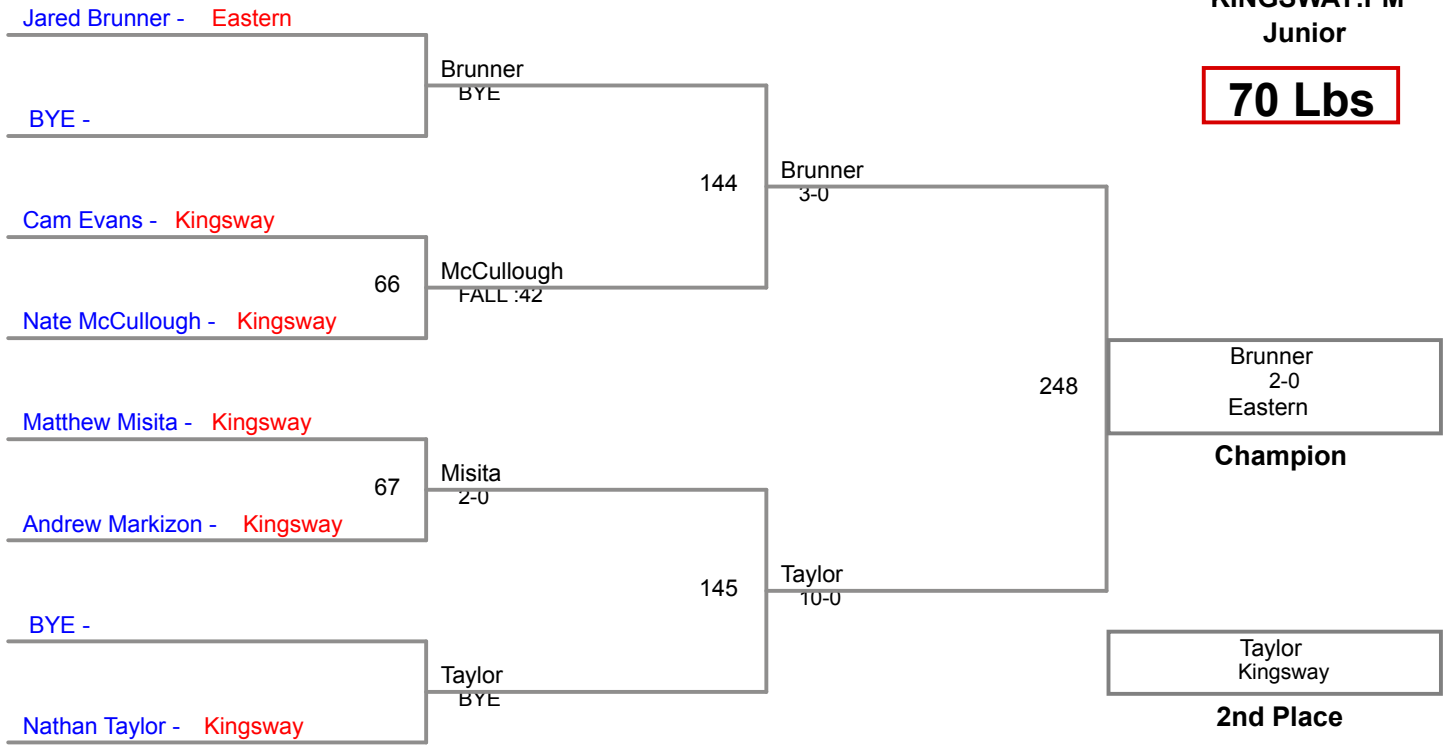 Jared Brunner - Eastern
KINGSWAY.PM
Junior
70 Lbs
Brunner
BYE
BYE -
144
Brunner
3-0
Cam Evans - Kingsway
66
McCullough
FALL :42
Nate McCullough - Kingsway
248
Brunner
2-0
Eastern
Champion
Matthew Misita - Kingsway
67
Misita
2-0
Andrew Markizon - Kingsway
145
Taylor
10-0
BYE -
Taylor
BYE
Nathan Taylor - Kingsway
Taylor
Kingsway
2nd Place